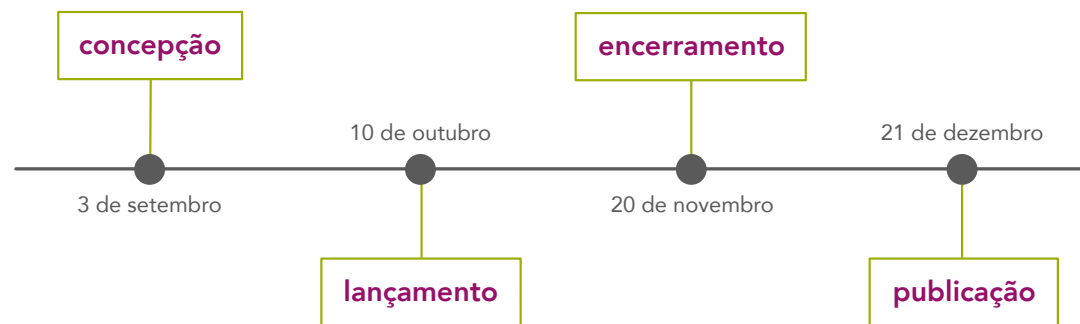 concepção
encerramento
10 de outubro
21 de dezembro
3 de setembro
20 de novembro
lançamento
publicação